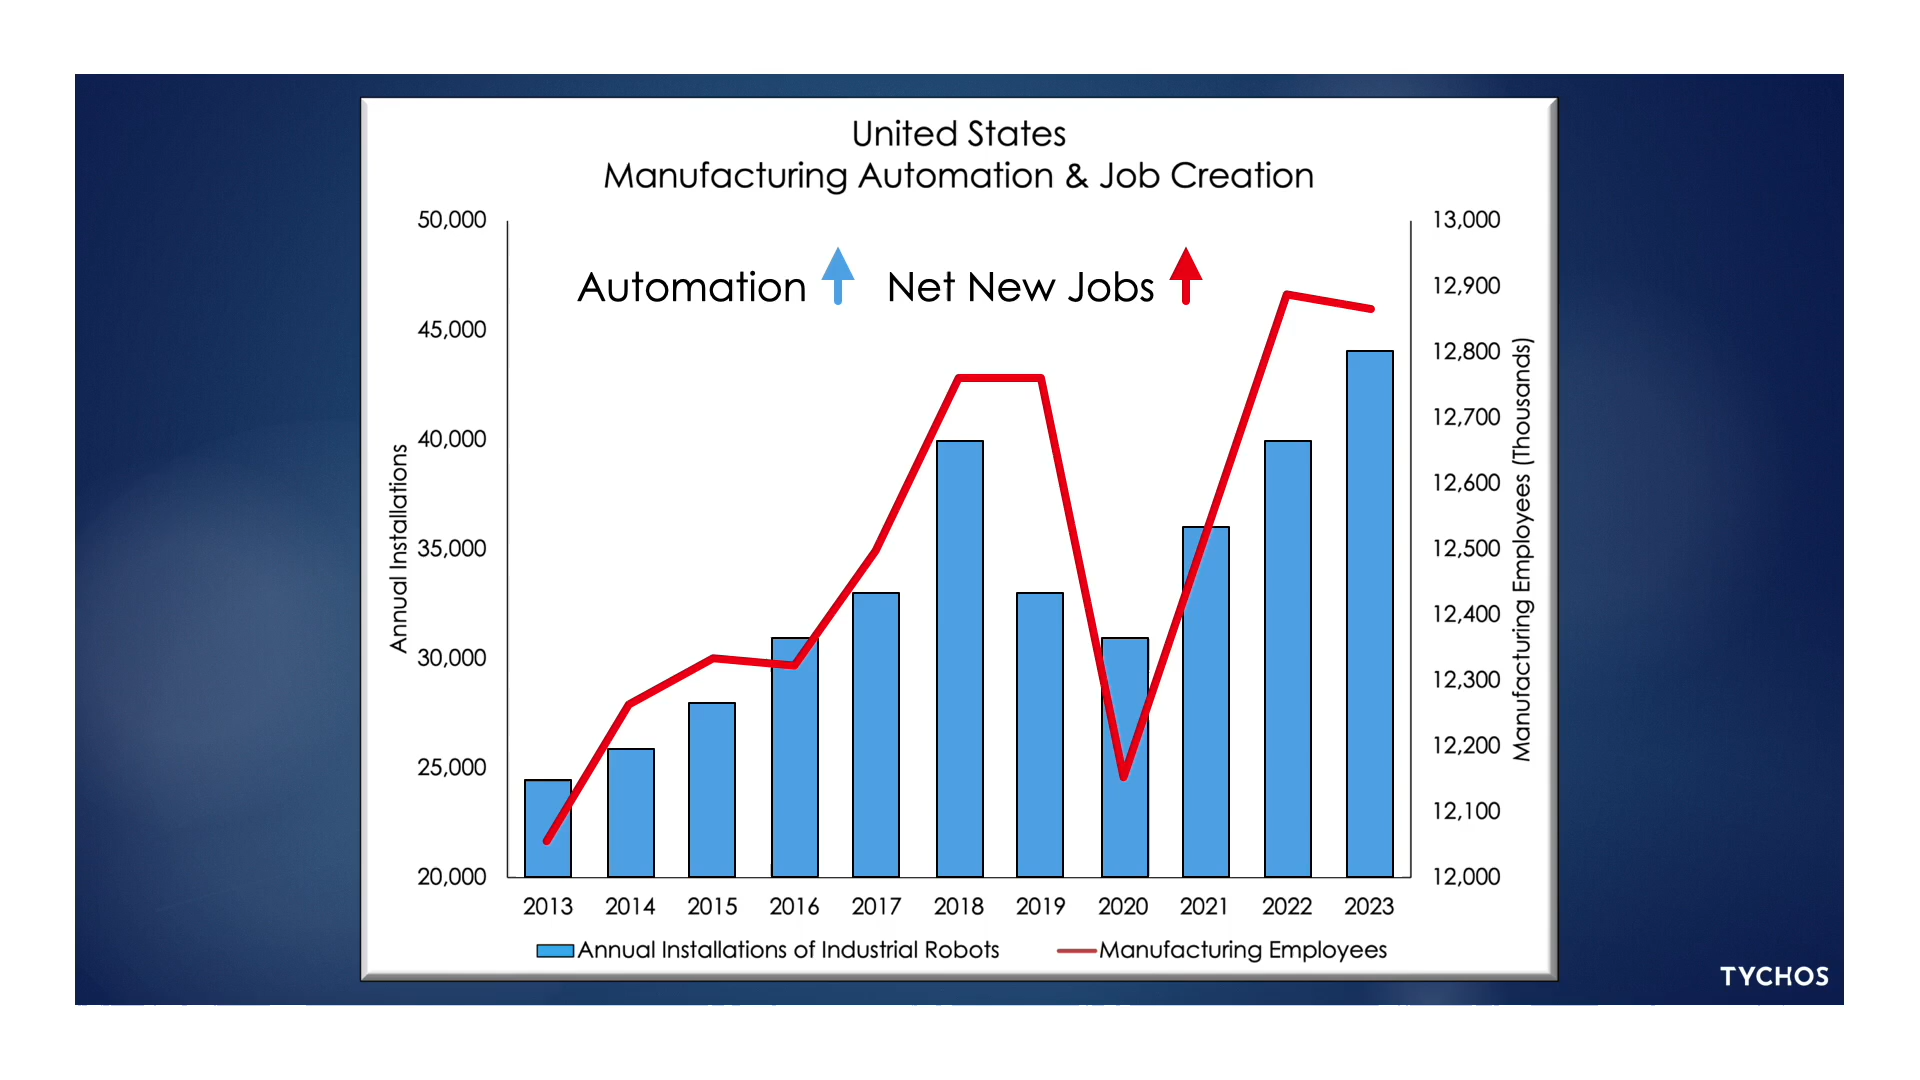 United States
Manufacturing Automation & Job Creation
Automation Net New Jobs
Annual Installations
50,000
45,000
40,000
35,000
30,000
25,000
20,000
13,000
12,900
12,800
12,700
12,600
12,500
12,400
12,300
12,200
12,100
12,000
Manufacturing Employees (Thousands)
2013 2014 2015 2016 2017 2018 2019 2020 2021 2022 2023
Annual Installations of Industrial Robots Manufacturing Employees
TYCHOS